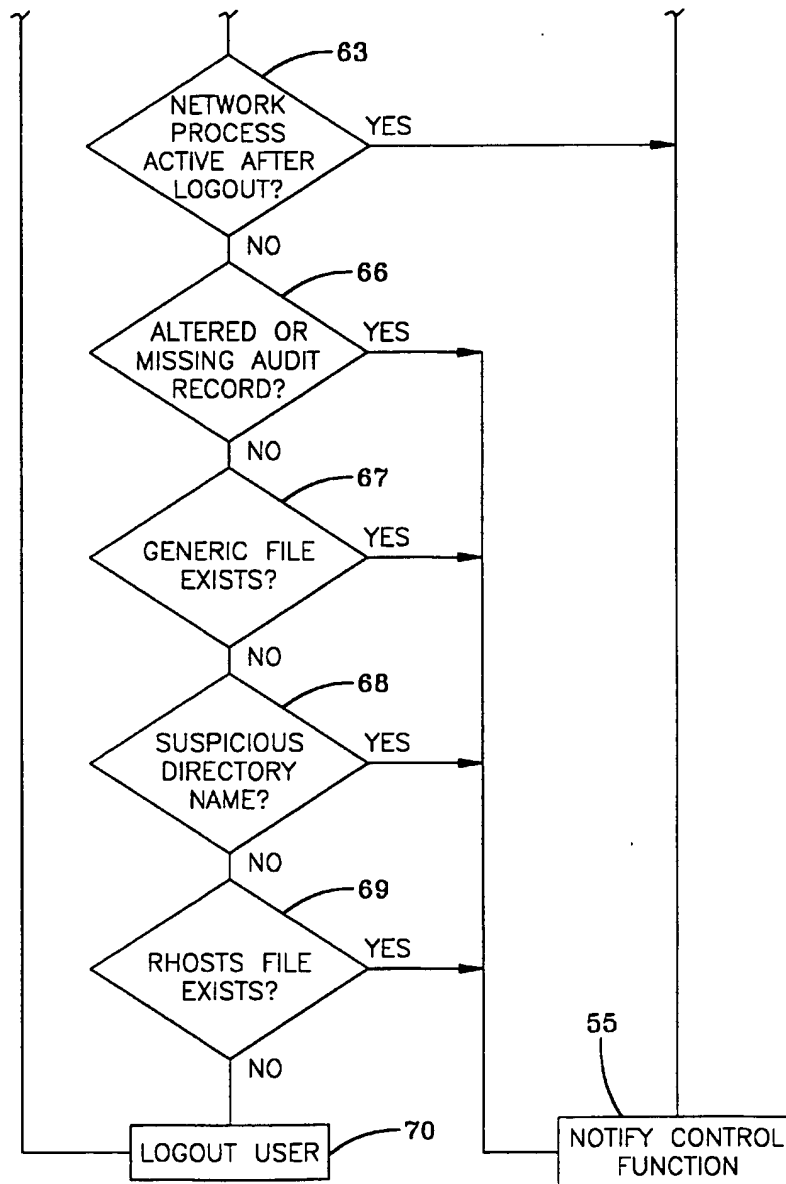 63
NETWORK
PROCESS
ACTIVE AFTER
LOGOUT?
YES
NO
66
ALTERED OR
MISSING AUDIT
RECORD?
YES
NO
67
GENERIC FILE
EXISTS?
YES
NO
68
SUSPICIOUS
DIRECTORY
NAME?
YES
NO
69
RHOSTS FILE
EXISTS?
YES
NO
LOGOUT USER
70
55
NOTIFY CONTROL
FUNCTION